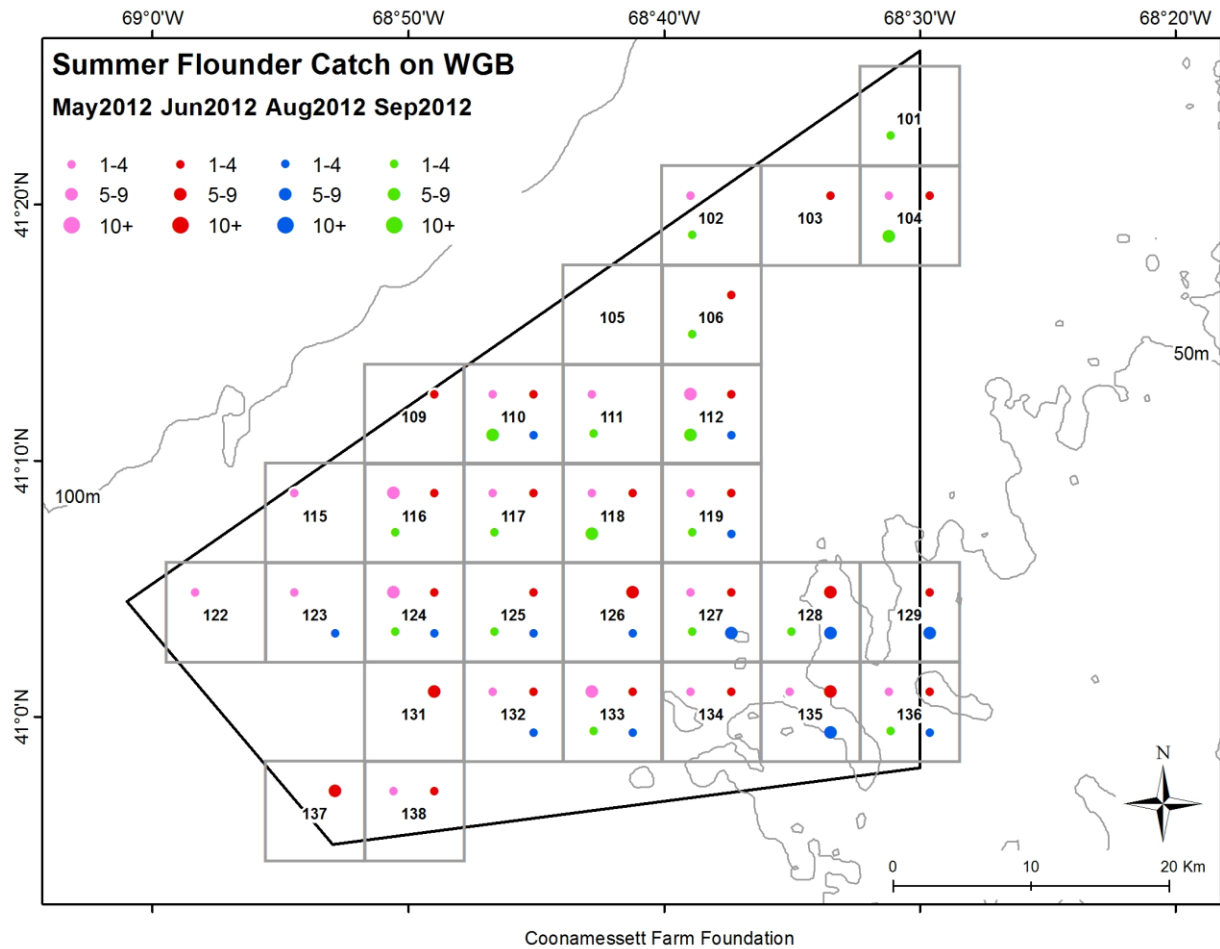 69°0'W 68°50'W 68°40'W 68°30'W 68°20'W
Summer Flounder Catch on WGB
May2012 Jun2012 Aug2012 Sep2012
1-4 1-4 1-4 1-4
5-9 5-9 5-9 5-9
10+ 10+ 10+ 10+
41°20'N
41°10'N
41°0'N
101
102 103 104
105 106
50m
109 110 111 112
100m
115 116 117 118 119
122 123 124 125 126 127 128 129
131 132 133 134 135 136
137 138
N
0 10 20 Km
Coonamessett Farm Foundation